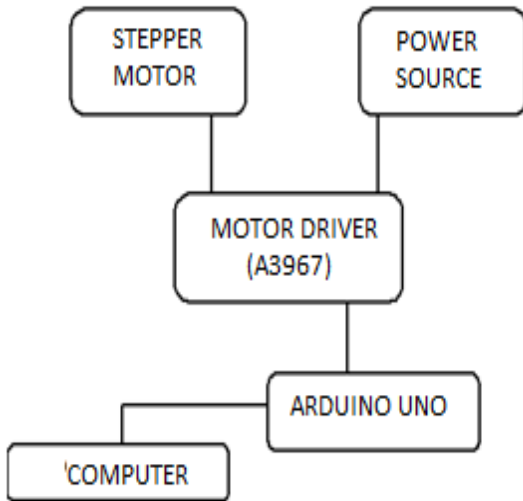 STEPPER
MOTOR
POWER
SOURCE
MOTOR DRIVER
(A3967)
ARDUINO UNO
'COMPUTER